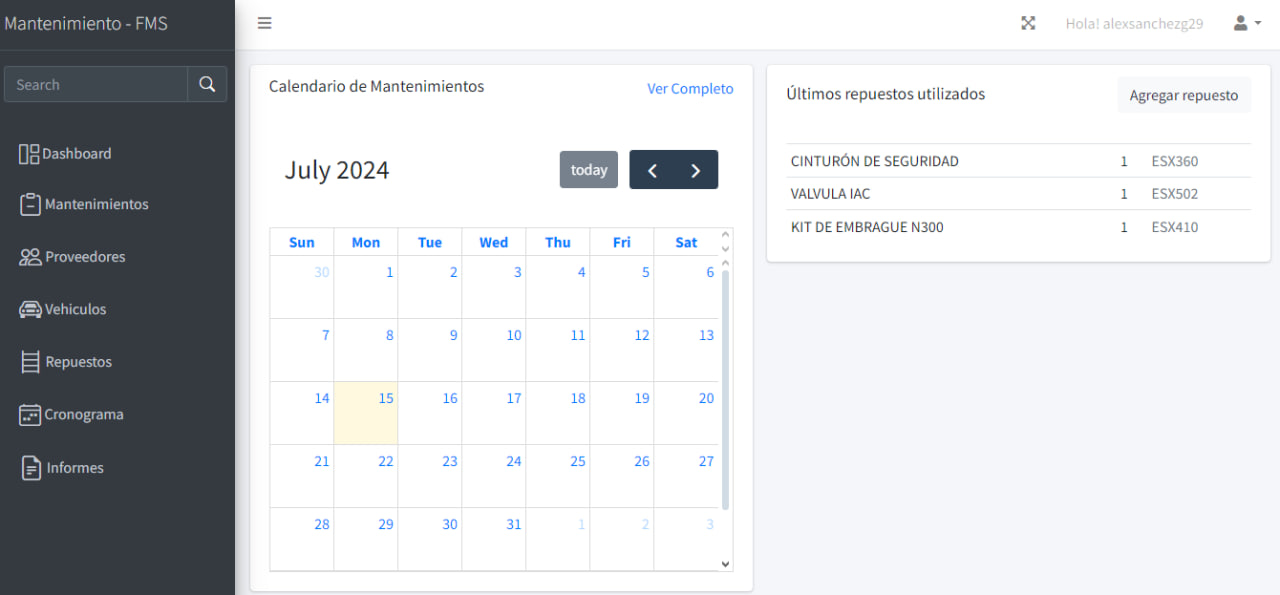 Mantenimiento - FMS
Search
Dashboard
Mantenimientos
Proveedores
Vehiculos
Repuestos
Cronograma
Informes
Hola! alexsanchezg29
Calendario de Mantenimientos
Ver Completo
July 2024
today
Sun Mon Tue Wed Thu Fri Sat
30 1 2 3 4 5 6
7 8 9 10 11 12 13
14 15 16 17 18 19 20
21 22 23 24 25 26 27
28 29 30 31 1 2 3
Últimos repuestos utilizados
Agregar repuesto
CINTURÓN DE SEGURIDAD 1 ESX360
VALVULA IAC 1 ESX502
KIT DE EMBRAGUE N300 1 ESX410